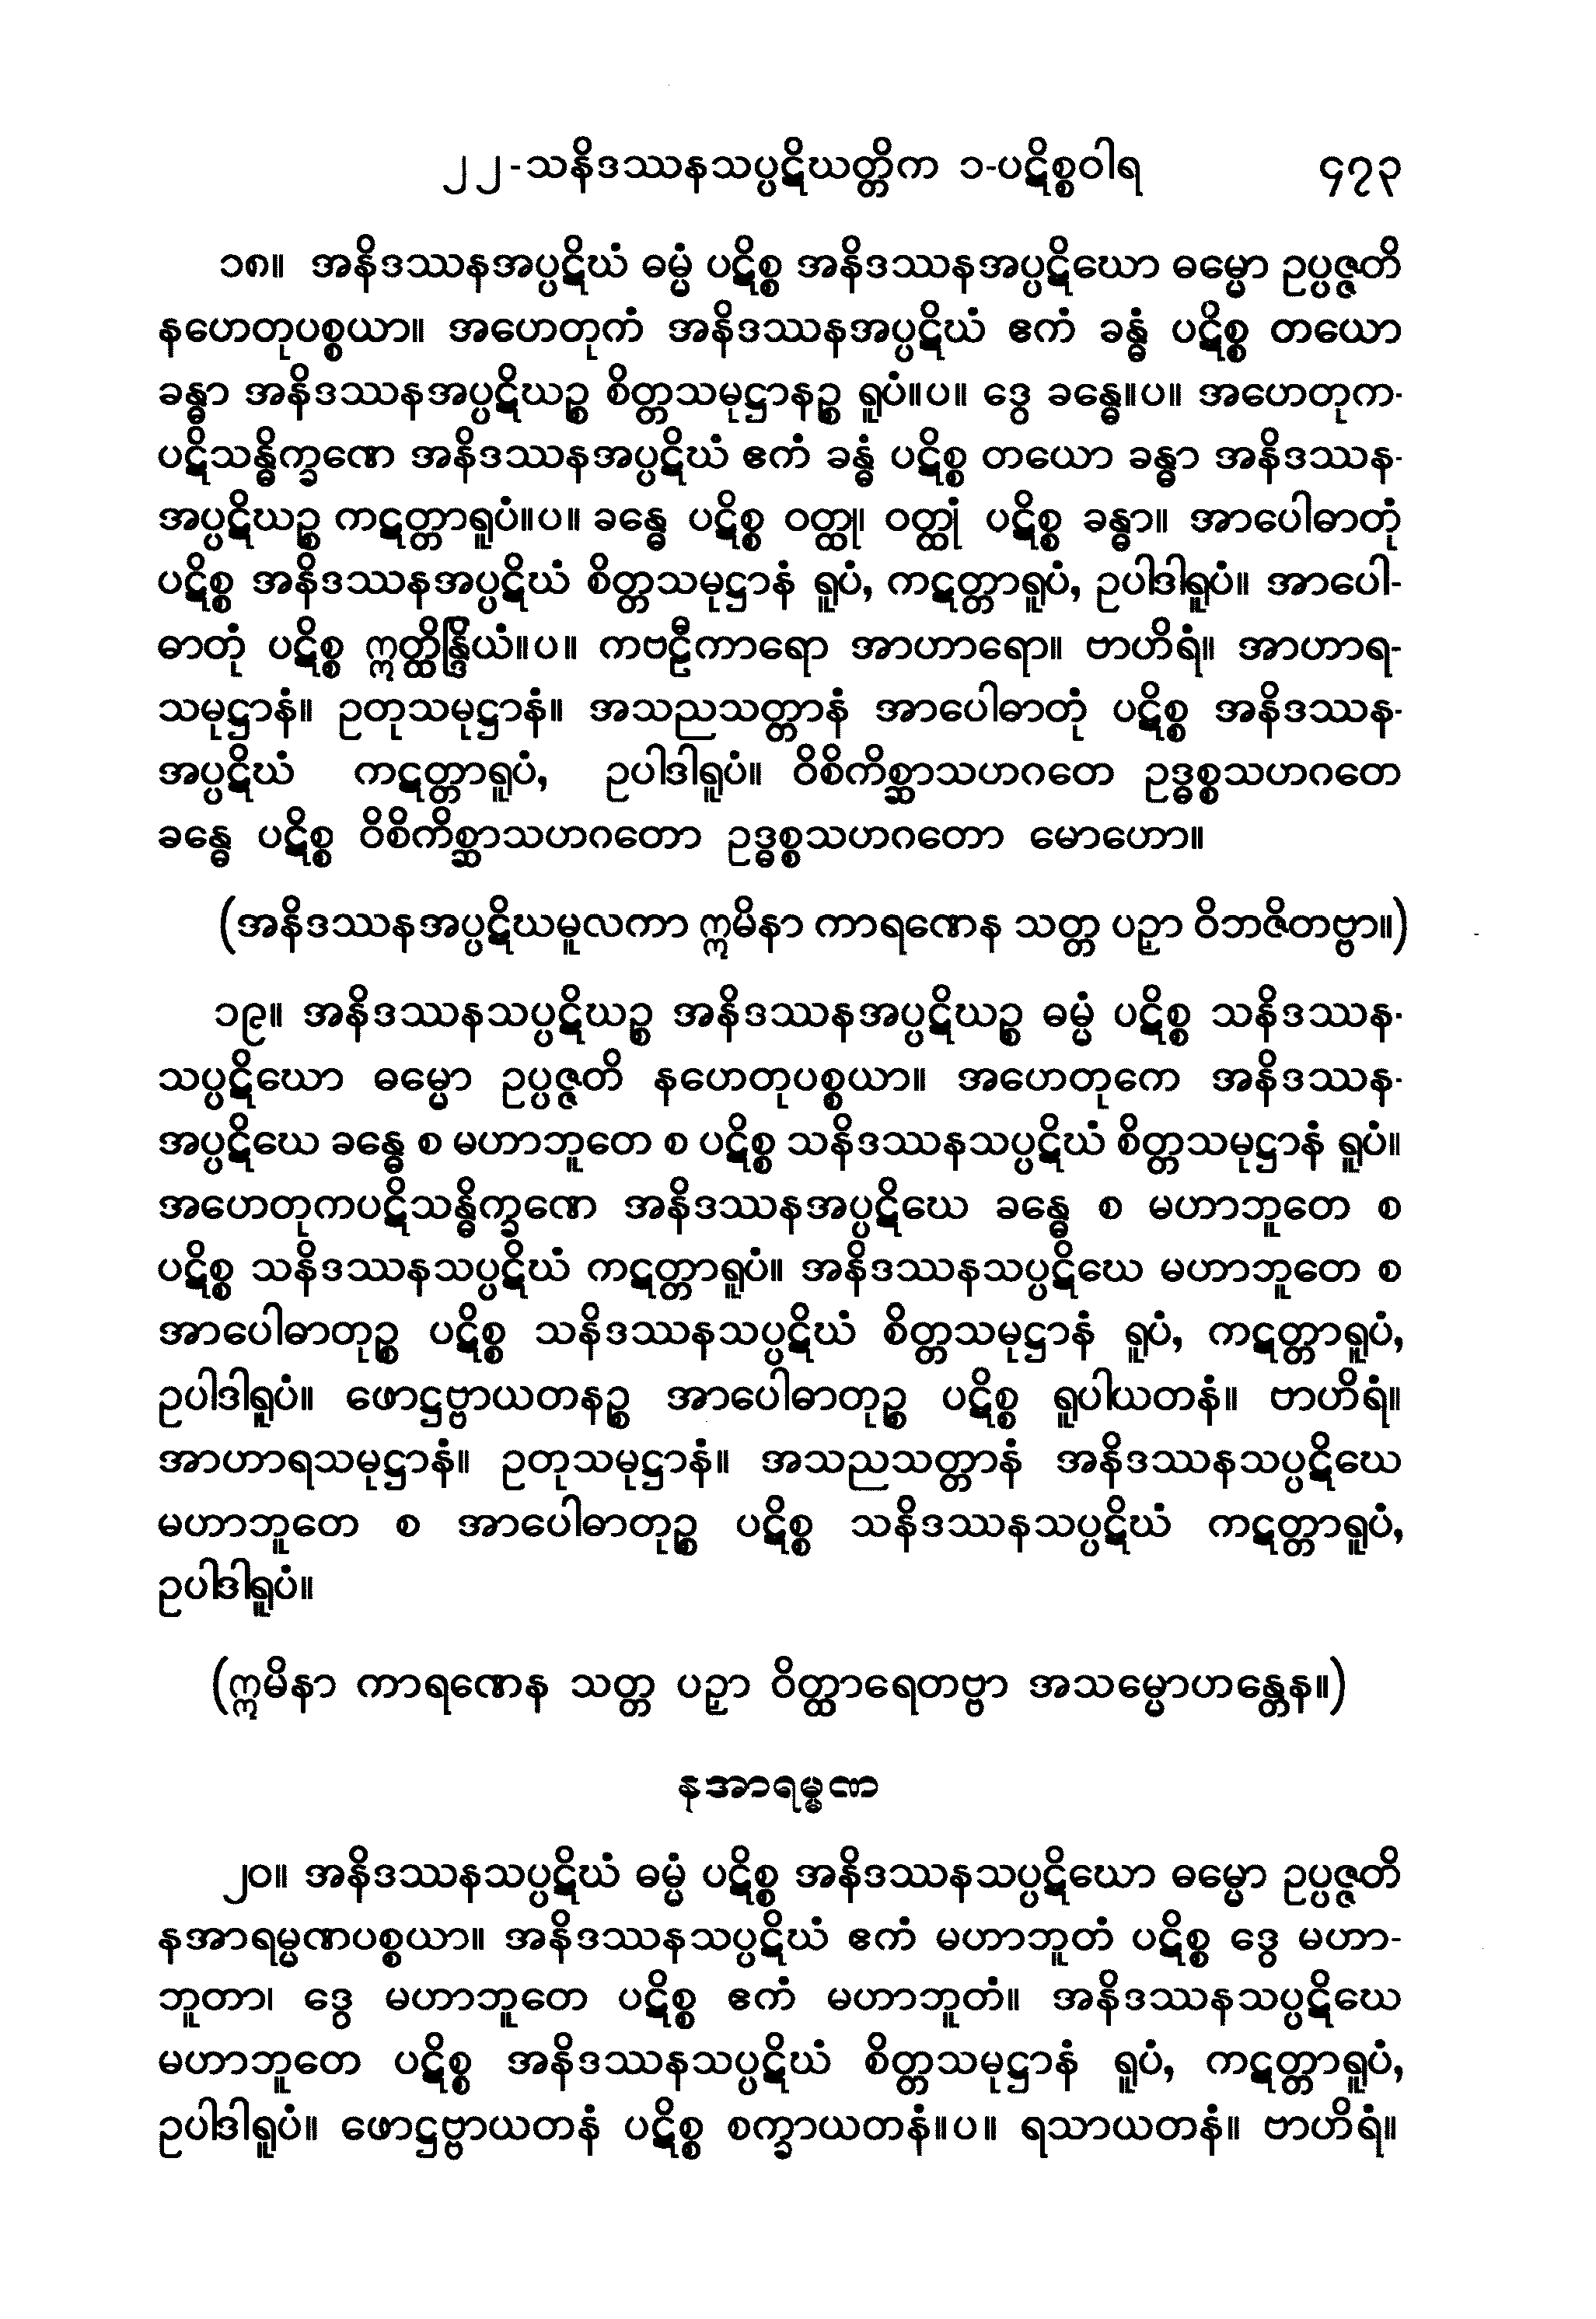 ၂၂-သနိဒဿနသပ္ပဋိဃတ္တိက ၁-ပဋိစ္စဝါရ ၄၇၃
၁၈။ အနိဒဿနအပ္ပဋိဃံ ဓမ္မံ ပဋိစ္စ အနိဒဿနအပ္ပဋိဃော ဓမ္မော ဥပ္ပဇ္ဇတိ
နဟေတုပစ္စယာ။ အဟေတုကံ အနိဒဿနအပ္ပဋိဃံ ဧကံ ခန္ဓံ ပဋိစ္စ တယော
ခန္ဓာ အနိဒဿနအပ္ပဋိဃဉ္စ စိတ္တသမုဋ္ဌာနဉ္စ ရူပံ။ပ။ ဒွေ ခန္ဓေ။ပ။ အဟေတုက-
ပဋိသန္ဓိက္ခဏေ အနိဒဿနအပ္ပဋိဃံ ဧကံ ခန္ဓံ ပဋိစ္စ တယော ခန္ဓာ အနိဒဿန-
အပ္ပဋိဃဉ္စ ကဋတ္တာရူပံ။ပ။ ခန္ဓေ ပဋိစ္စ ဝတ္ထု၊ ဝတ္ထုံ ပဋိစ္စ ခန္ဓာ။ အာပေါဓာတုံ
ပဋိစ္စ အနိဒဿနအပ္ပဋိဃံ စိတ္တသမုဋ္ဌာနံ ရူပံ, ကဋတ္တာရူပံ, ဥပါဒါရူပံ။ အာပေါ-
ဓာတုံ ပဋိစ္စ ဣတ္ထိန္ဒြိယံ။ပ။ ကဗဠီကာရော အာဟာရော။ ဗာဟိရံ။ အာဟာရ-
သမုဋ္ဌာနံ။ ဥတုသမုဋ္ဌာနံ။ အသညသတ္တာနံ အာပေါဓာတုံ ပဋိစ္စ အနိဒဿန-
အပ္ပဋိဃံ ကဋတ္တာရူပံ, ဥပါဒါရူပံ။ ဝိစိကိစ္ဆာသဟဂတေ ဥဒ္ဓစ္စသဟဂတေ
ခန္ဓေ ပဋိစ္စ ဝိစိကိစ္ဆာသဟဂတော ဥဒ္ဓစ္စသဟဂတော မောဟော။
(အနိဒဿနအပ္ပဋိဃမူလကာ ဣမိနာ ကာရဏေန သတ္တ ပဉှာ ဝိဘဇိတဗ္ဗာ။)
၁၉။ အနိဒဿနသပ္ပဋိဃဉ္စ အနိဒဿနအပ္ပဋိဃဉ္စ ဓမ္မံ ပဋိစ္စ သနိဒဿန-
သပ္ပဋိဃော ဓမ္မော ဥပ္ပဇ္ဇတိ နဟေတုပစ္စယာ။ အဟေတုကေ အနိဒဿန-
အပ္ပဋိဃေ ခန္ဓေ စ မဟာဘူတေ စ ပဋိစ္စ သနိဒဿနသပ္ပဋိဃံ စိတ္တသမုဋ္ဌာနံ ရူပံ။
အဟေတုကပဋိသန္ဓိက္ခဏေ အနိဒဿနအပ္ပဋိဃေ ခန္ဓေ စ မဟာဘူတေ စ
ပဋိစ္စ သနိဒဿနသပ္ပဋိဃံ ကဋတ္တာရူပံ။ အနိဒဿနသပ္ပဋိဃေ မဟာဘူတေ စ
အာပေါဓာတုဉ္စ ပဋိစ္စ သနိဒဿနသပ္ပဋိဃံ စိတ္တသမုဋ္ဌာနံ ရူပံ, ကဋတ္တာရူပံ,
ဥပါဒါရူပံ။ ဖောဋ္ဌဗ္ဗာယတနဉ္စ အာပေါဓာတုဉ္စ ပဋိစ္စ ရူပါယတနံ။ ဗာဟိရံ။
အာဟာရသမုဋ္ဌာနံ။ ဥတုသမုဋ္ဌာနံ။ အသညသတ္တာနံ အနိဒဿနသပ္ပဋိဃေ
မဟာဘူတေ စ အာပေါဓာတုဉ္စ ပဋိစ္စ သနိဒဿနသပ္ပဋိဃံ ကဋတ္တာရူပံ,
ဥပါဒါရူပံ။
(ဣမိနာ ကာရဏေန သတ္တ ပဉှာ ဝိတ္ထာရေတဗ္ဗာ အသမ္မောဟန္တေန။)
နအာရမ္မဏ
၂၀။ အနိဒဿနသပ္ပဋိဃံ ဓမ္မံ ပဋိစ္စ အနိဒဿနသပ္ပဋိဃော ဓမ္မော ဥပ္ပဇ္ဇတိ
နအာရမ္မဏပစ္စယာ။ အနိဒဿနသပ္ပဋိဃံ ဧကံ မဟာဘူတံ ပဋိစ္စ ဒွေ မဟာ-
ဘူတာ၊ ဒွေ မဟာဘူတေ ပဋိစ္စ ဧကံ မဟာဘူတံ။ အနိဒဿနသပ္ပဋိဃေ
မဟာဘူတေ ပဋိစ္စ အနိဒဿနသပ္ပဋိဃံ စိတ္တသမုဋ္ဌာနံ ရူပံ, ကဋတ္တာရူပံ,
ဥပါဒါရူပံ။ ဖောဋ္ဌဗ္ဗာယတနံ ပဋိစ္စ စက္ခာယတနံ။ပ။ ရသာယတနံ။ ဗာဟိရံ။